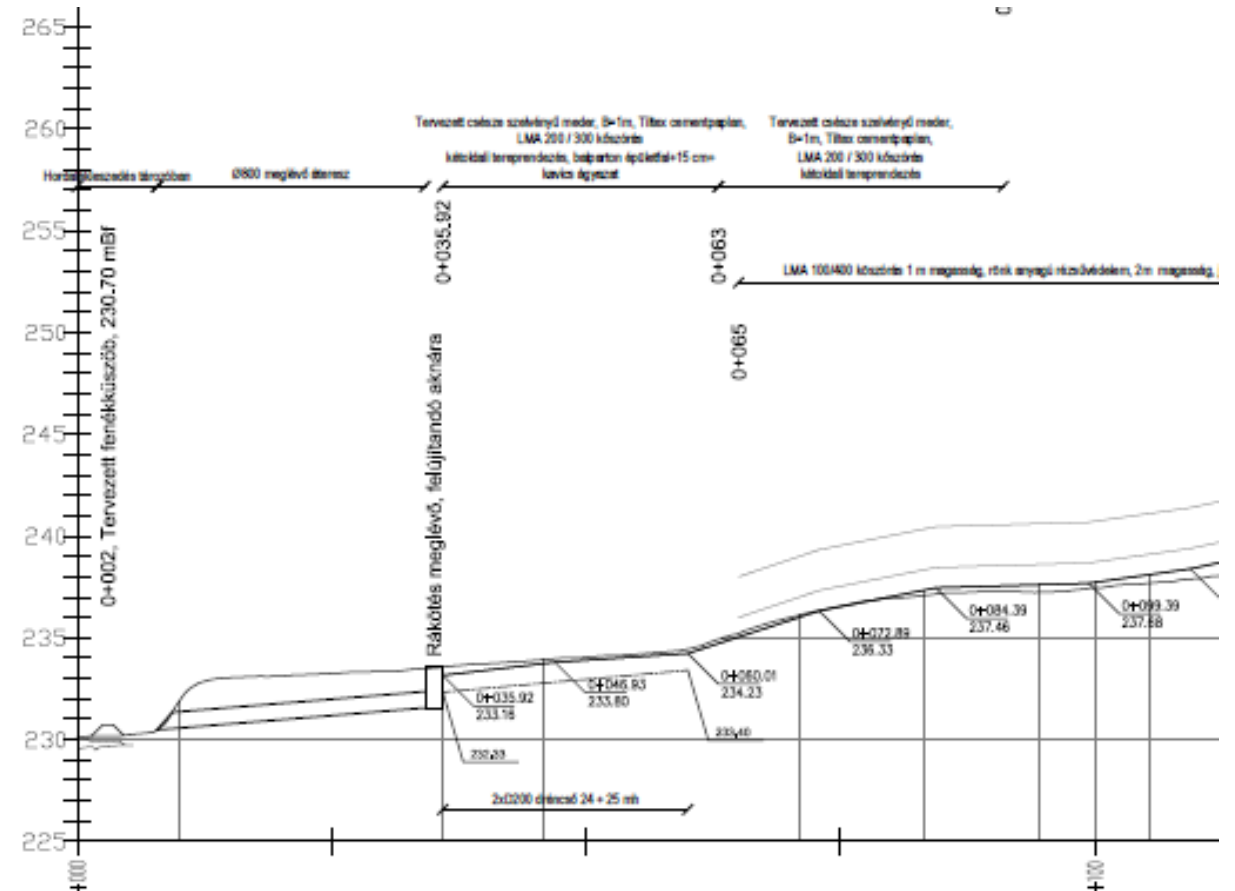 265
260
255
250
245
240
235
230
225
Tervezett csésze szelvényű meder, B=1m, Tiltex cementpaplan,
LMA 200 / 300 kőszórás
kétoldali tereprendezés, balparton épületfal+15 cm=
kavics ágyazat
Tervezett csésze szelvényű meder,
B=1m, Tiltex cementpaplan,
LMA 200 / 300 kőszórás
kétoldali tereprendezés
Ø800 meglévő áteresz
0+002, Tervezett fenékküszöb, 230.70 mBf
0+035.92
Rákötés meglévő, felújítandó aknára
0+063
0+065
LMA 100/400 kőszórás 1 m magasság, rönk anyagú rézsűvédelem, 2m magasság,
0+035.92
233.16
0+046.93
233.80
0+060.01
234.23
0+072.89
236.33
0+084.39
237.46
0+099.39
237.68
232.33
233.40
2xD200 dréncső 24 + 25 m
+000
+100